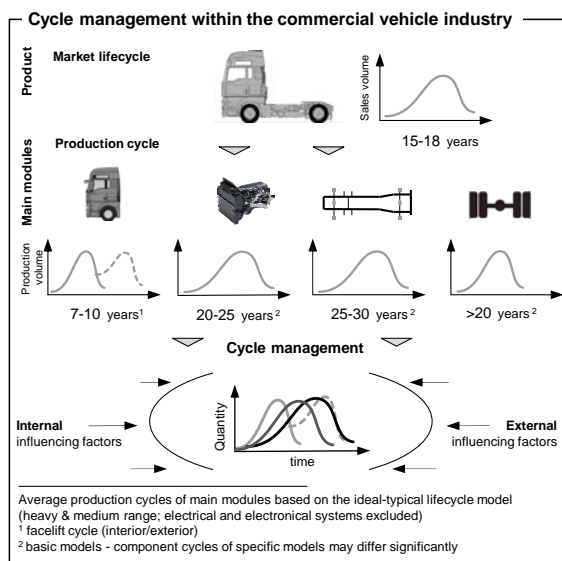 Cycle management within the commercial vehicle industry
Product
Market lifecycle
Sales volume
15-18 years
Main modules
Production cycle
Production
volume
7-10 years¹
20-25 years²
25-30 years²
>20 years²
Cycle management
Internal
influencing factors
Quantity
time
External
influencing factors
Average production cycles of main modules based on the ideal-typical lifecycle model
(heavy & medium range; electrical and electronical systems excluded)
¹ facelift cycle (interior/exterior)
² basic models - component cycles of specific models may differ significantly